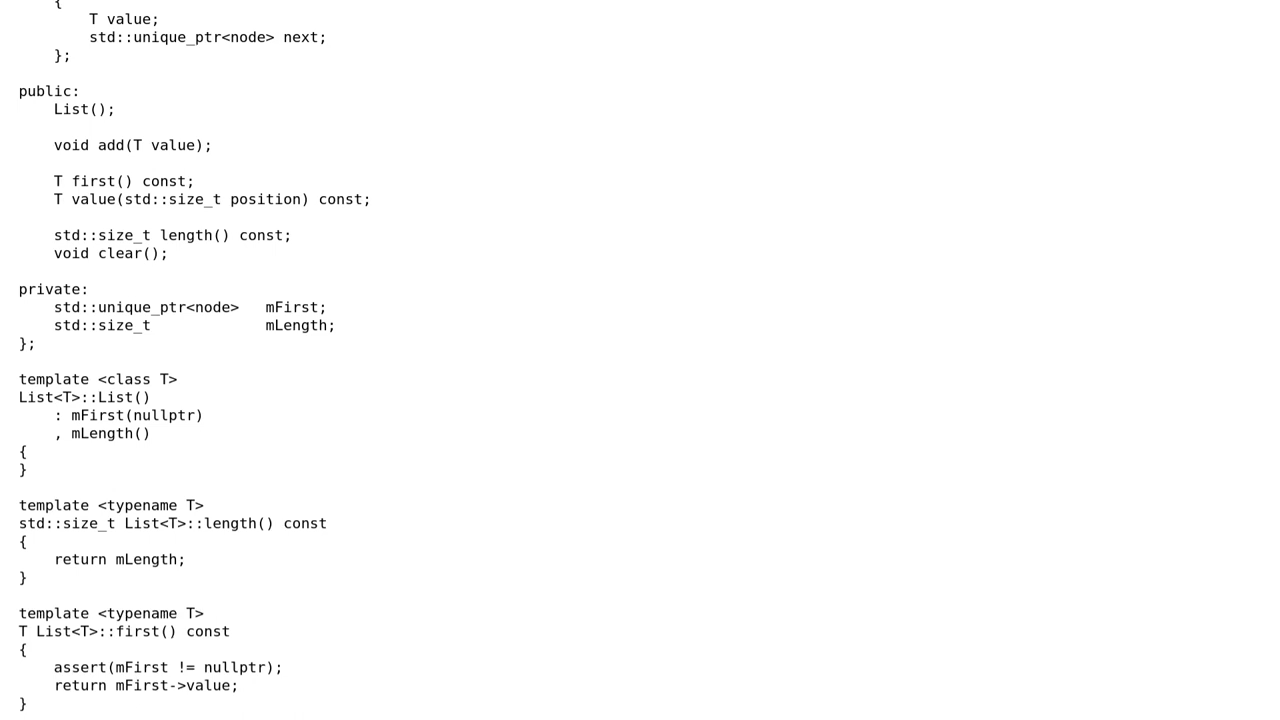 {
        T value;
        std::unique_ptr<node> next;
    };

public:
    List();

    void add(T value);

    T first() const;
    T value(std::size_t position) const;

    std::size_t length() const;
    void clear();

private:
    std::unique_ptr<node>   mFirst;
    std::size_t             mLength;
};

template <class T>
List<T>::List()
    : mFirst(nullptr)
    , mLength()
{
}

template <typename T>
std::size_t List<T>::length() const
{
    return mLength;
}

template <typename T>
T List<T>::first() const
{
    assert(mFirst != nullptr);
    return mFirst->value;
}